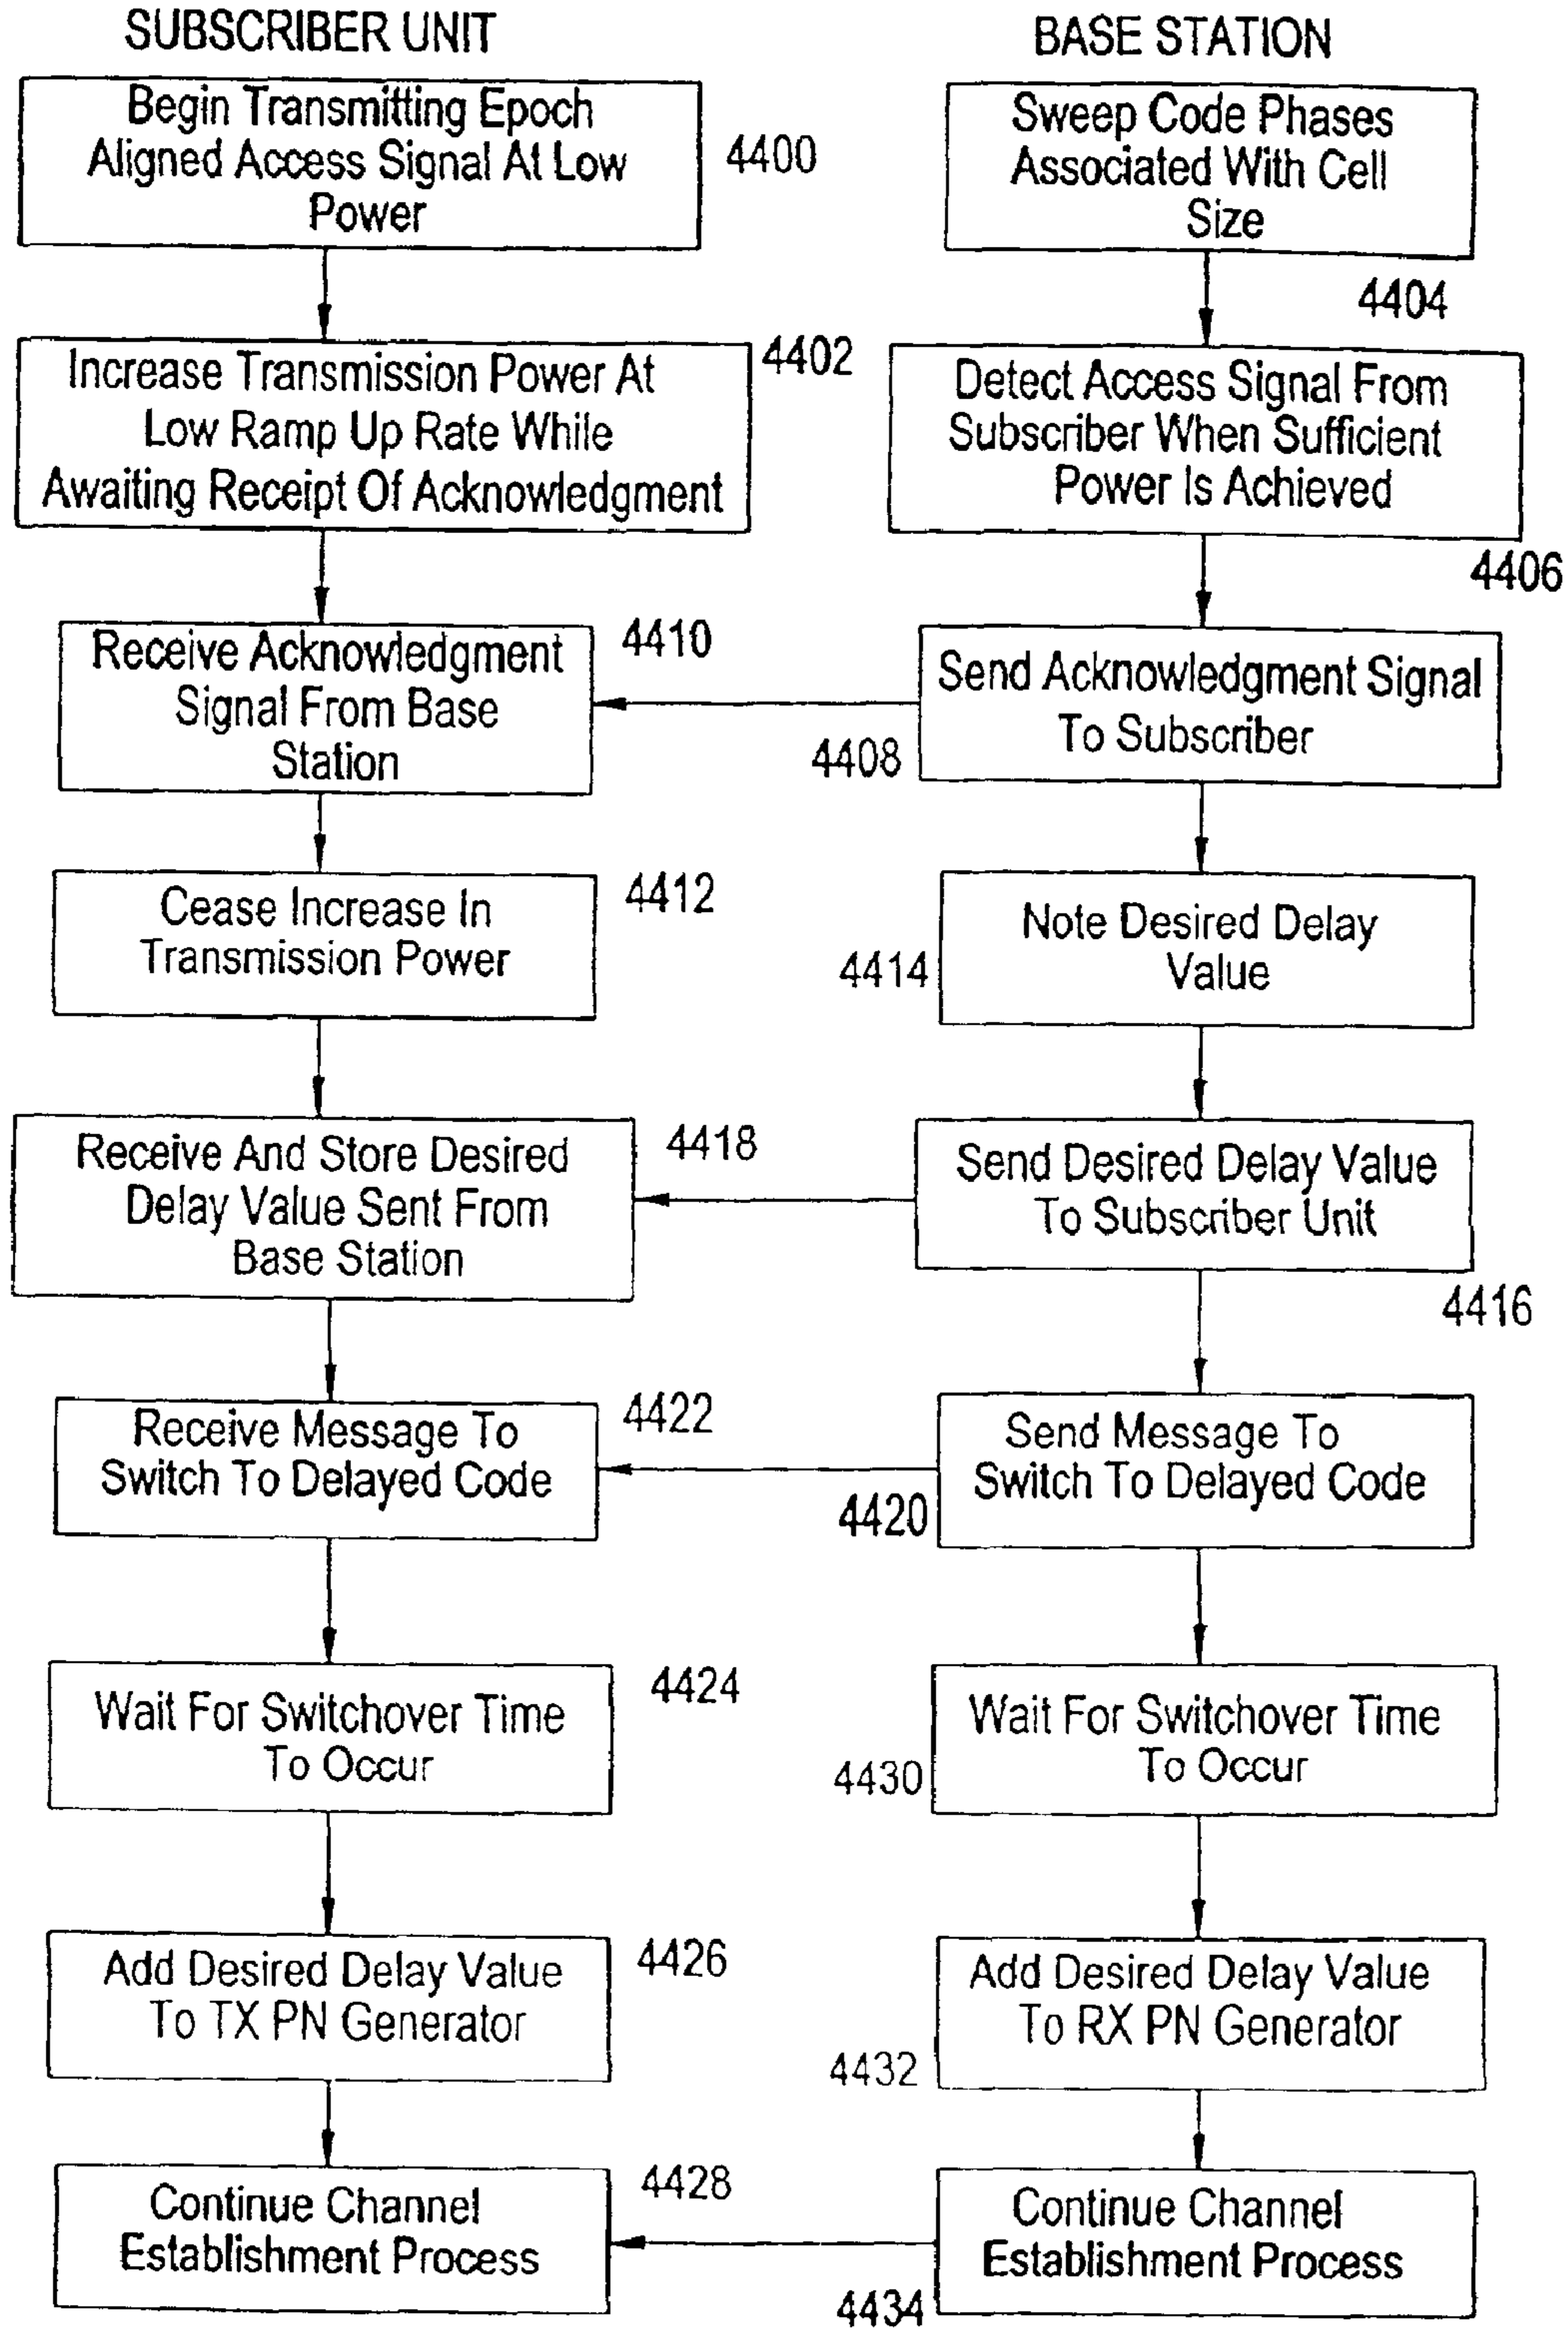 SUBSCRIBER UNIT
BASE STATION
Begin Transmitting Epoch
Aligned Access Signal At Low
Power
4400
Sweep Code Phases
Associated With Cell
Size
4404
Increase Transmission Power At
Low Ramp Up Rate While
Awaiting Receipt Of Acknowledgment
4402
Detect Access Signal From
Subscriber When Sufficient
Power Is Achieved
4406
Receive Acknowledgment
Signal From Base
Station
4410
Send Acknowledgment Signal
To Subscriber
4408
Cease Increase In
Transmission Power
4412
Note Desired Delay
Value
4414
Receive And Store Desired
Delay Value Sent From
Base Station
4418
Send Desired Delay Value
To Subscriber Unit
4416
Receive Message To
Switch To Delayed Code
4422
Send Message To
Switch To Delayed Code
4420
Wait For Switchover Time
To Occur
4424
Wait For Switchover Time
To Occur
4430
Add Desired Delay Value
To TX PN Generator
4426
Add Desired Delay Value
To RX PN Generator
4432
Continue Channel
Establishment Process
4428
Continue Channel
Establishment Process
4434